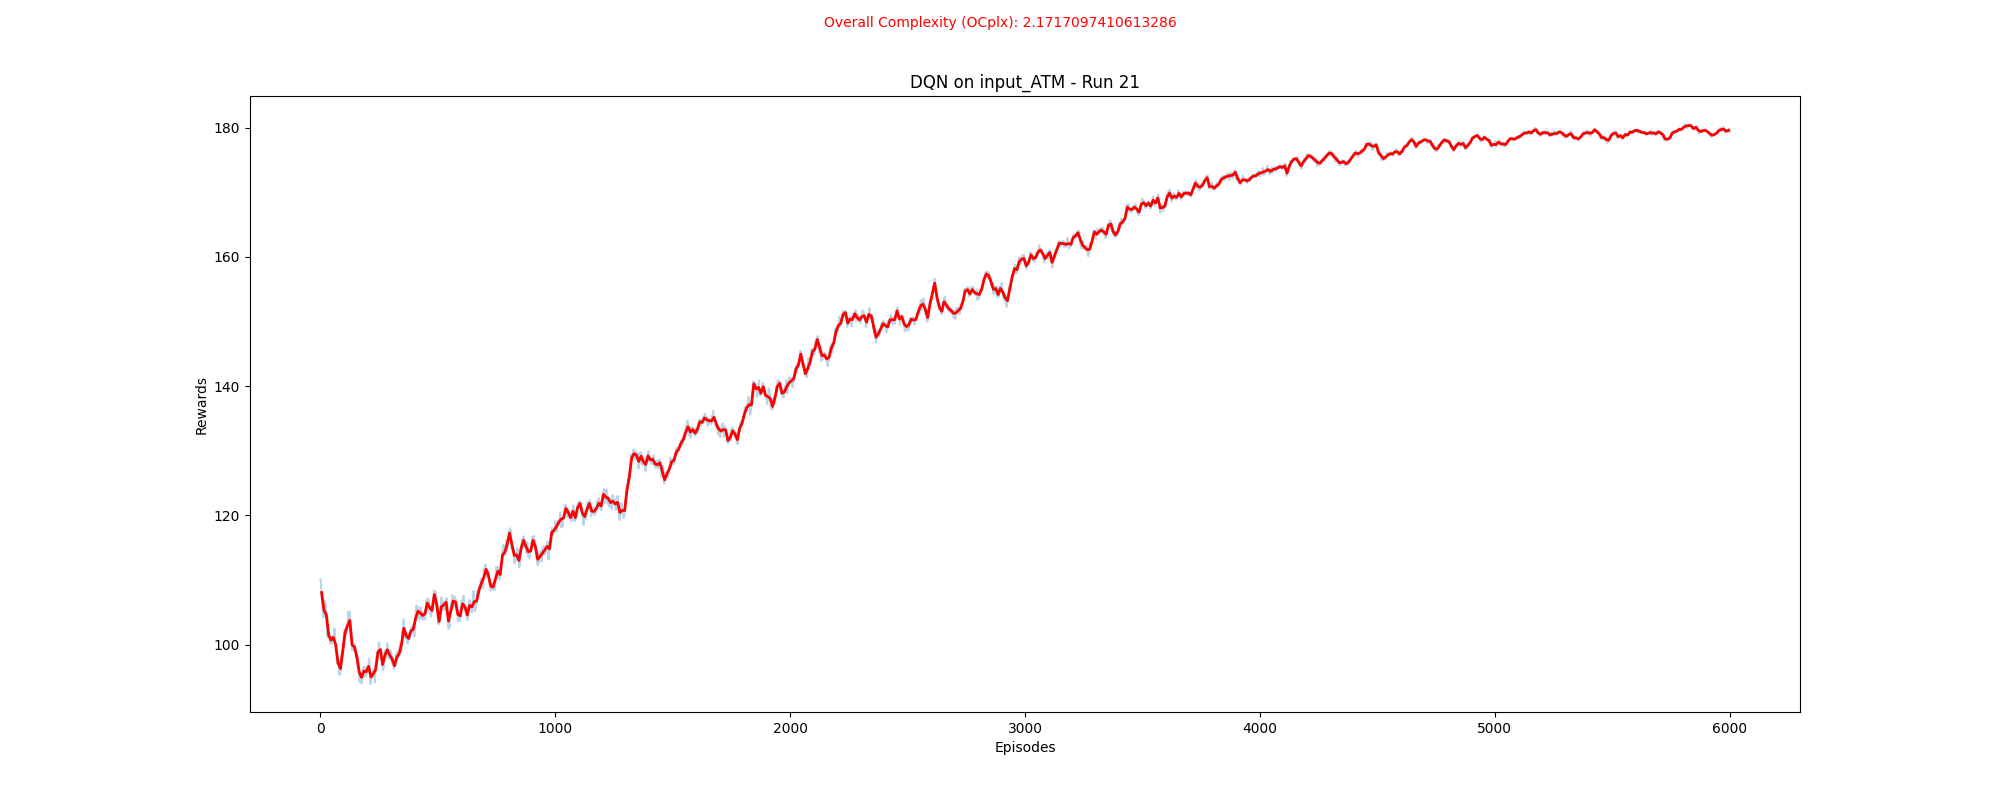 Overall Complexity (OCplx): 2.1717097410613286
DQN on input_ATM - Run 21
180
160
140
120
100
Rewards
0 1000 2000 3000 4000 5000 6000
Episodes